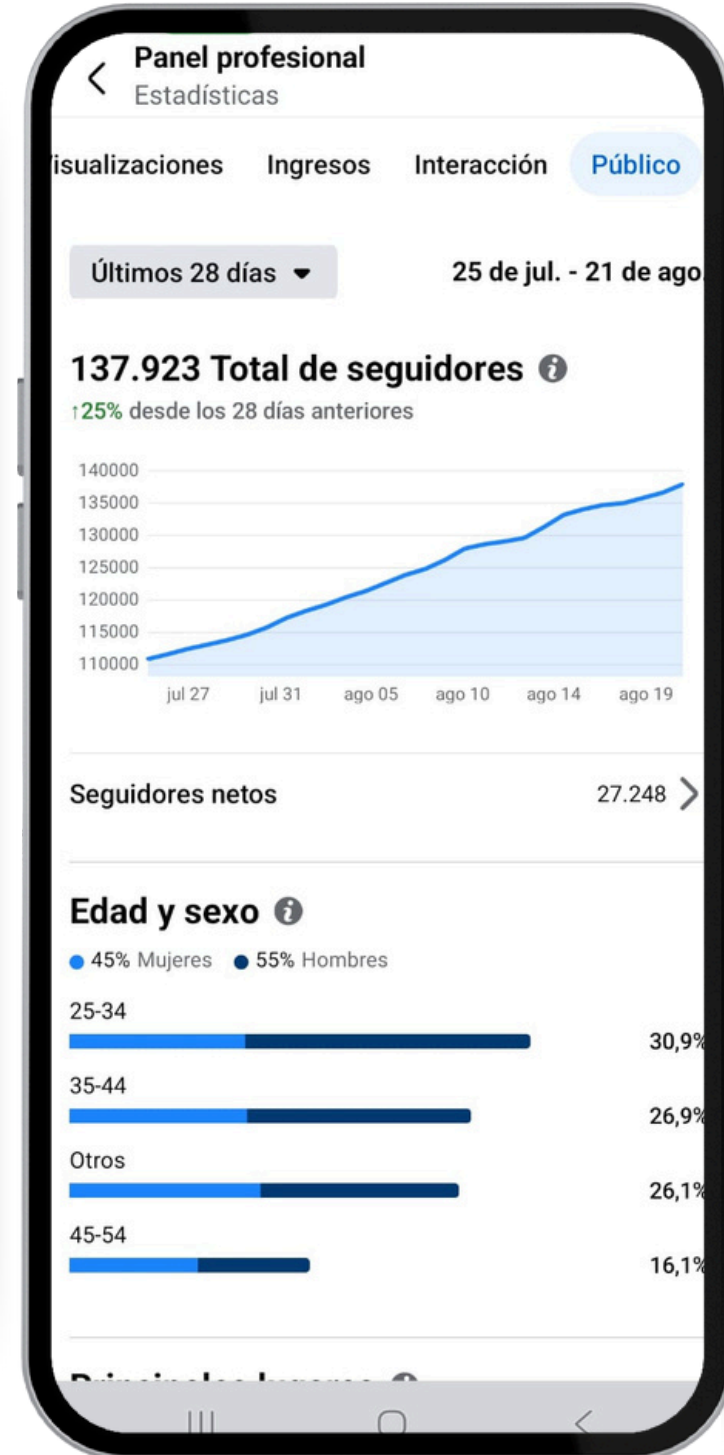 Panel profesional
Estadísticas
Visualizaciones Ingresos Interacción Público
Últimos 28 días 25 de jul. - 21 de ago.
137.923 Total de seguidores
↑25% desde los 28 días anteriores
140000
135000
130000
125000
120000
115000
110000
jul 27 jul 31 ago 05 ago 10 ago 14 ago 19
Seguidores netos 27.248
Edad y sexo
45% Mujeres 55% Hombres
25-34
30,9%
35-44
26,9%
Otros
26,1%
45-54
16,1%